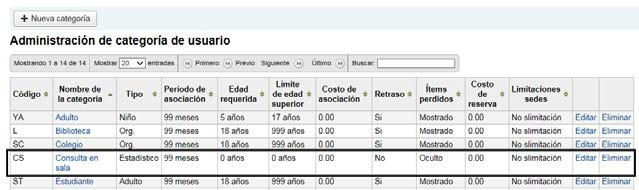 + Nueva categoría
Administración de categoría de usuario
Mostrando 1 a 14 de 14 Mostrar 20 entradas Primero Previo Siguiente Último Buscar:
Código Nombre de la categoría Tipo Período de asociación Edad requerida Límite de edad superior Costo de asociación Retraso Ítems perdidos Costo de reserva Limitaciones sedes
YA Adulto Niño 99 meses 5 años 17 años 0.00 Si Mostrado 0.00 No slimitación Editar Eliminar
L Biblioteca Org. 99 meses 18 años 999 años 0.00 Si Mostrado 0.00 No slimitación Editar Eliminar
SC Colegio Org. 99 meses 18 años 999 años 0.00 Si Mostrado 0.00 No slimitación Editar Eliminar
CS Consulta en sala Estadístico 99 meses 0 años 0 años 0.00 No Oculto 0.00 No slimitación Editar Eliminar
ST Estudiante Adulto 99 meses 18 años 999 años 0.00 Si Mostrado 0.00 No slimitación Editar Eliminar